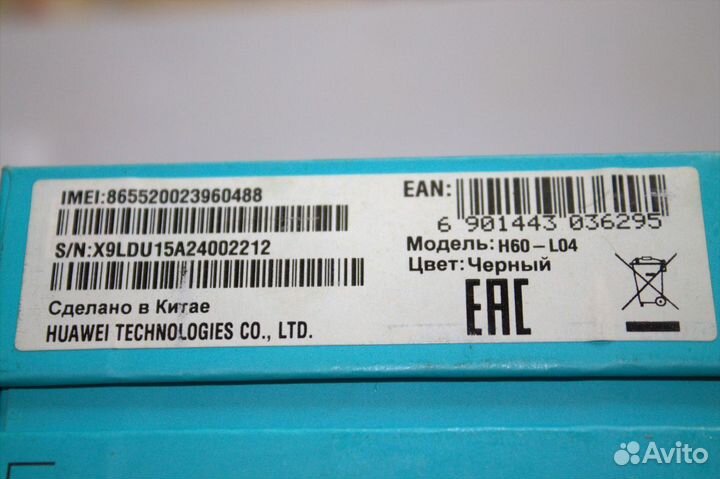 IMEI:865520023960488
S/N:X9LDU15A24002212
Сделано в Китае
HUAWEI TECHNOLOGIES CO., LTD.
EAN:
6 901443 036295
Модель:H60-L04
Цвет:Черный
EAC
Avito